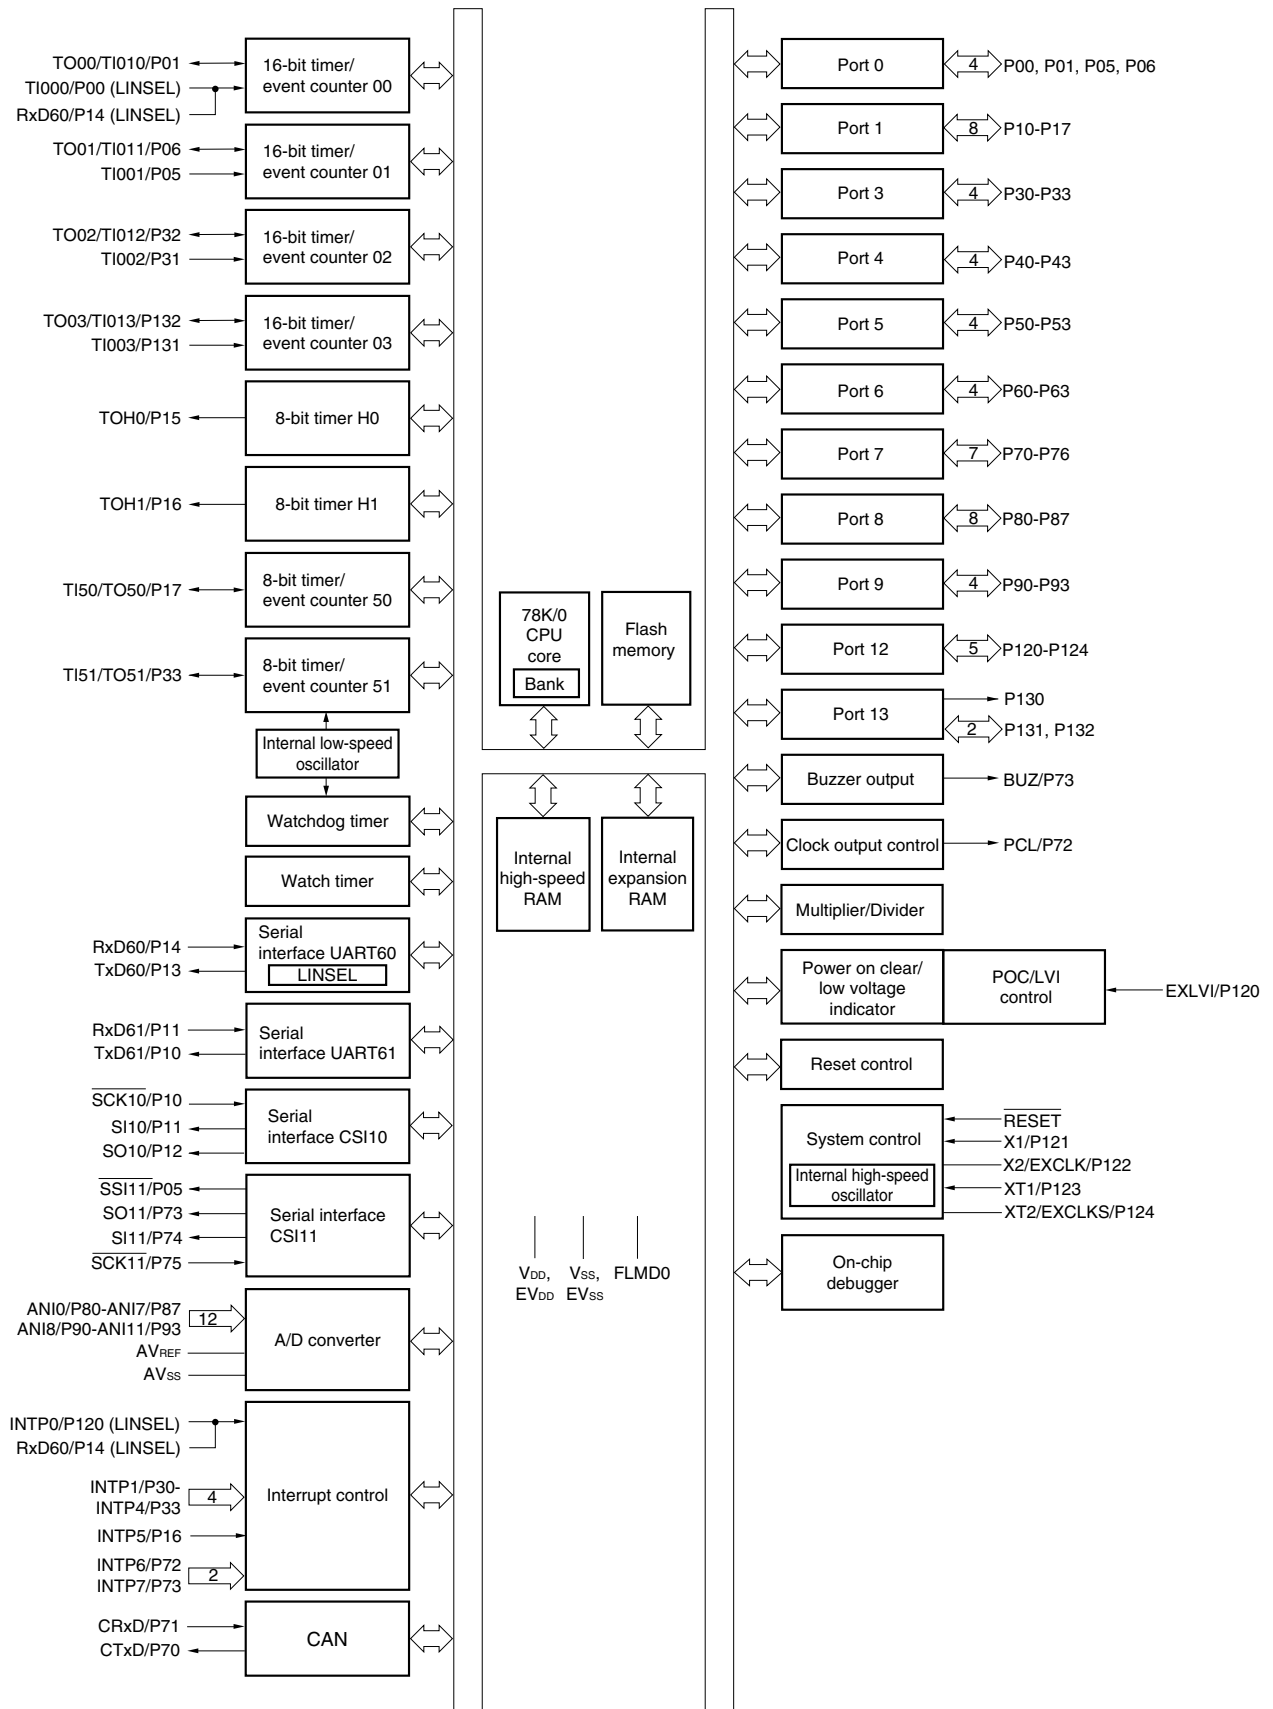 TO00/TI010/P01
TI000/P00 (LINSEL)
RxD60/P14 (LINSEL)
16-bit timer/
event counter 00
TO01/TI011/P06
TI001/P05
16-bit timer/
event counter 01
TO02/TI012/P32
TI002/P31
16-bit timer/
event counter 02
TO03/TI013/P132
TI003/P131
16-bit timer/
event counter 03
TOH0/P15
8-bit timer H0
TOH1/P16
8-bit timer H1
TI50/TO50/P17
8-bit timer/
event counter 50
TI51/TO51/P33
8-bit timer/
event counter 51
Internal low-speed
oscillator
Watchdog timer
Watch timer
RxD60/P14
TxD60/P13
Serial
interface UART60
LINSEL
RxD61/P11
TxD61/P10
Serial
interface UART61
SCK10/P10
SI10/P11
SO10/P12
Serial
interface CSI10
SSI11/P05
SO11/P73
SI11/P74
SCK11/P75
Serial interface
CSI11
ANI0/P80-ANI7/P87
ANI8/P90-ANI11/P93
12
AVREF
AVSS
A/D converter
INTP0/P120 (LINSEL)
RxD60/P14 (LINSEL)
INTP1/P30-
INTP4/P33
4
INTP5/P16
INTP6/P72
INTP7/P73
2
Interrupt control
CRxD/P71
CTxD/P70
CAN
78K/0
CPU
core
Bank
Flash
memory
Internal
high-speed
RAM
Internal
expansion
RAM
VDD,
EVDD
VSS,
EVSS
FLMD0
Port 0
4
P00, P01, P05, P06
Port 1
8
P10-P17
Port 3
4
P30-P33
Port 4
4
P40-P43
Port 5
4
P50-P53
Port 6
4
P60-P63
Port 7
7
P70-P76
Port 8
8
P80-P87
Port 9
4
P90-P93
Port 12
5
P120-P124
Port 13
P130
2
P131, P132
Buzzer output
BUZ/P73
Clock output control
PCL/P72
Multiplier/Divider
Power on clear/
low voltage
indicator
POC/LVI
control
EXLVI/P120
Reset control
System control
Internal high-speed
oscillator
RESET
X1/P121
X2/EXCLK/P122
XT1/P123
XT2/EXCLKS/P124
On-chip
debugger